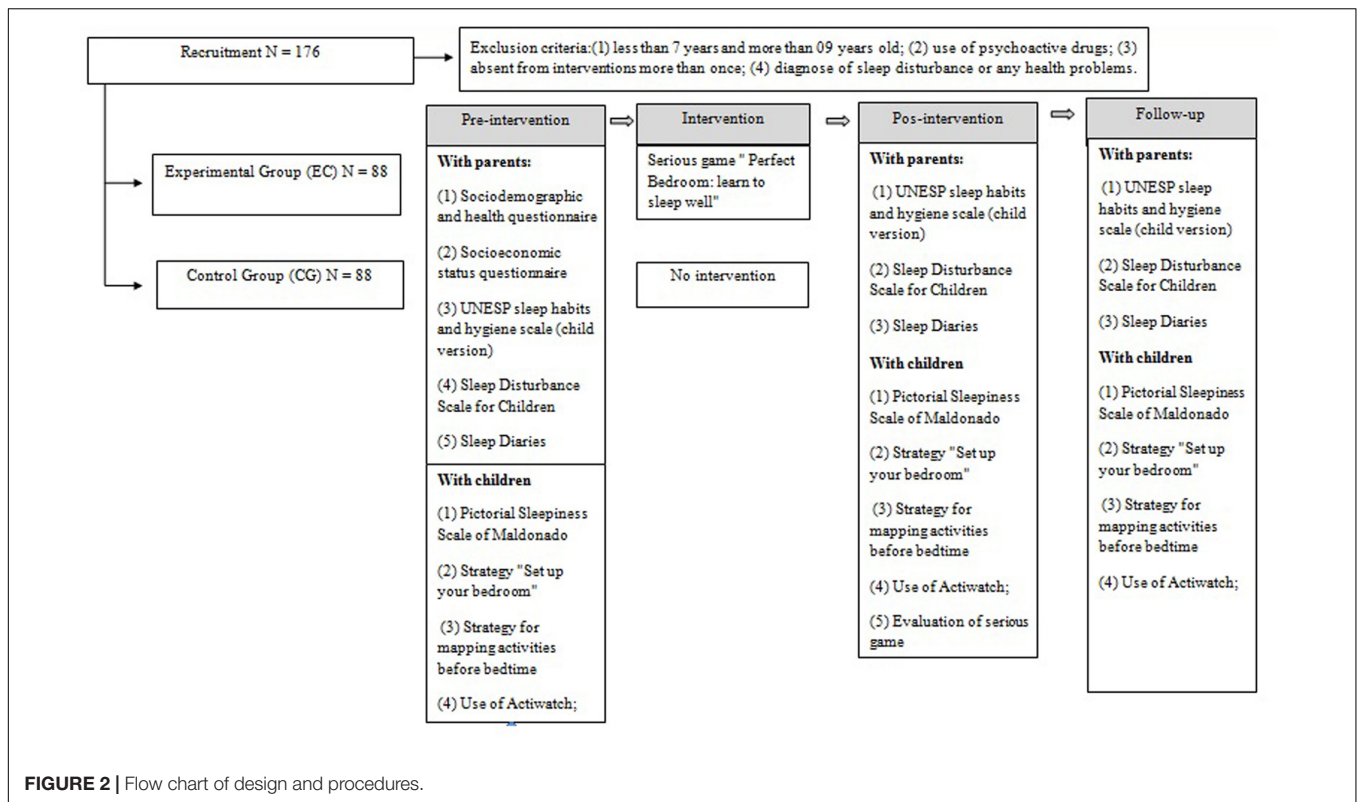 Recruitment N = 176
Exclusion criteria:(1) less than 7 years and more than 09 years old; (2) use of psychoactive drugs; (3)
absent from interventions more than once; (4) diagnose of sleep disturbance or any health problems.
Experimental Group (EC) N = 88
Control Group (CG) N = 88
Pre-intervention
With parents:
(1) Sociodemographic
and health questionnaire
(2) Socioeconomic
status questionnaire
(3) UNESP sleep habits
and hygiene scale (child
version)
(4) Sleep Disturbance
Scale for Children
(5) Sleep Diaries
With children
(1) Pictorial Sleepiness
Scale of Maldonado
(2) Strategy "Set up
your bedroom"
(3) Strategy for
mapping activities
before bedtime
(4) Use of Actiwatch;
Intervention
Serious game " Perfect
Bedroom: learn to
sleep well"
No intervention
Pos-intervention
With parents:
(1) UNESP sleep habits
and hygiene scale (child
version)
(2) Sleep Disturbance
Scale for Children
(3) Sleep Diaries
With children
(1) Pictorial Sleepiness
Scale of Maldonado
(2) Strategy "Set up
your bedroom"
(3) Strategy for
mapping activities
before bedtime
(4) Use of Actiwatch;
(5) Evaluation of serious
game
Follow-up
With parents:
(1) UNESP sleep
habits and hygiene
scale (child version)
(2) Sleep Disturbance
Scale for Children
(3) Sleep Diaries
With children
(1) Pictorial Sleepiness
Scale of Maldonado
(2) Strategy "Set up
your bedroom"
(3) Strategy for
mapping activities
before bedtime
(4) Use of Actiwatch;
FIGURE 2 | Flow chart of design and procedures.